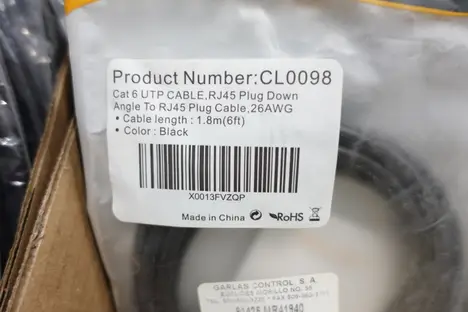 Product Number:CL0098
Cat 6 UTP CABLE,RJ45 Plug Down
Angle To RJ45 Plug Cable,26AWG
• Cable length : 1.8m(6ft)
• Color : Black
X0013FVZQP
Made in China RoHS
GARLAS CONTROL, S. A.